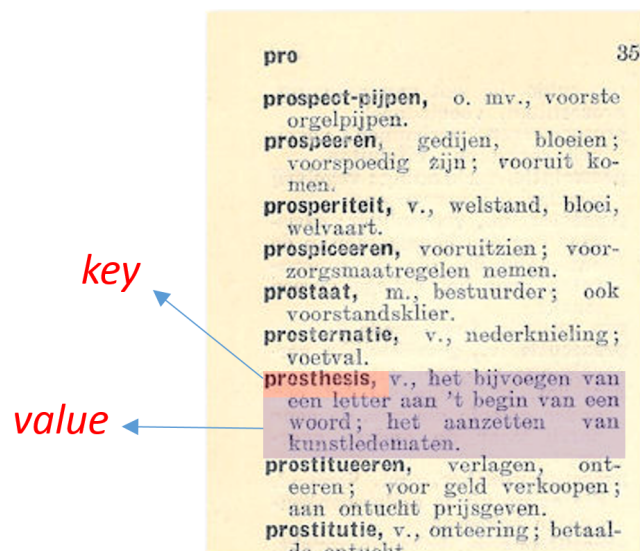 pro 35
prospect-pijpen, o. mv., voorste
orgelpijpen.
prospeeren, gedijen, bloeien;
voorspoedig zijn; vooruit ko-
men.
prosperiteit, v., welstand, bloei,
welvaart.
prospiceeren, vooruitzien; voor-
zorgsmaatregelen nemen.
prostaat, m., bestuurder; ook
voorstandsklier.
prosternatie, v., nederknieling;
voetval.
prosthesis, v., het bijvoegen van
een letter aan 't begin van een
woord; het aanzetten van
kunstledematen.
prostitueeren, verlagen, ont-
eeren; voor geld verkoopen;
aan ontucht prijsgeven.
prostitutie, v., onteering; betaal-
de ontucht
key
value